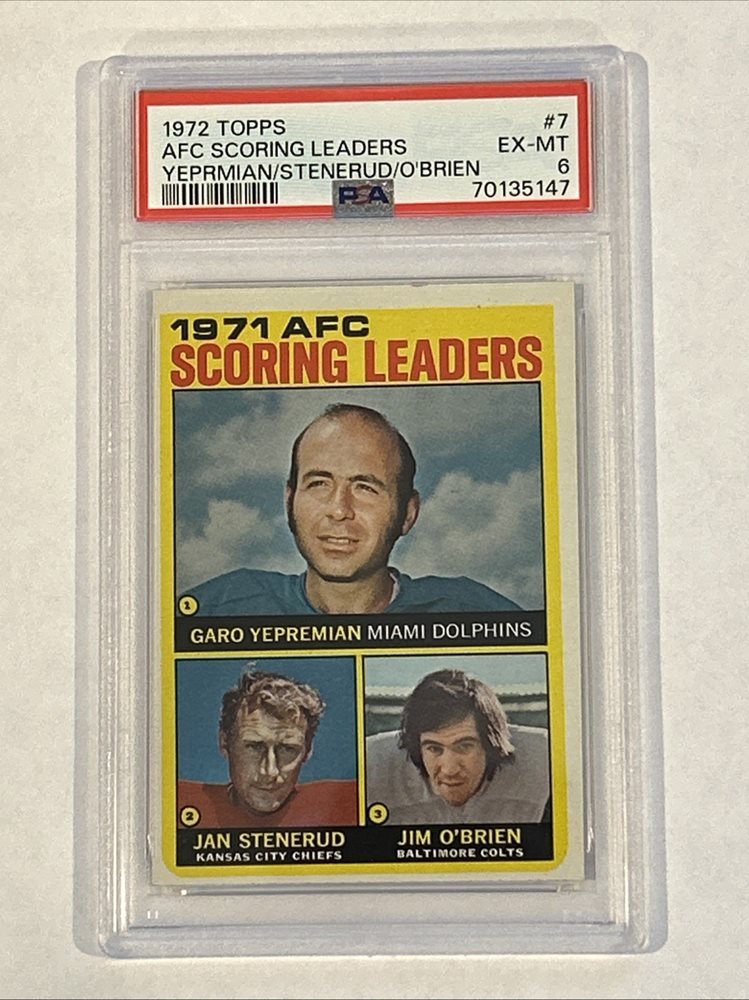 1972 TOPPS #7
AFC SCORING LEADERS EX-MT
YEPRMIAN/STENERUD/O'BRIEN 6
PSA 70135147
1971 AFC
SCORING LEADERS
1
GARO YEPREMIAN MIAMI DOLPHINS
2
JAN STENERUD
KANSAS CITY CHIEFS
3
JIM O'BRIEN
BALTIMORE COLTS